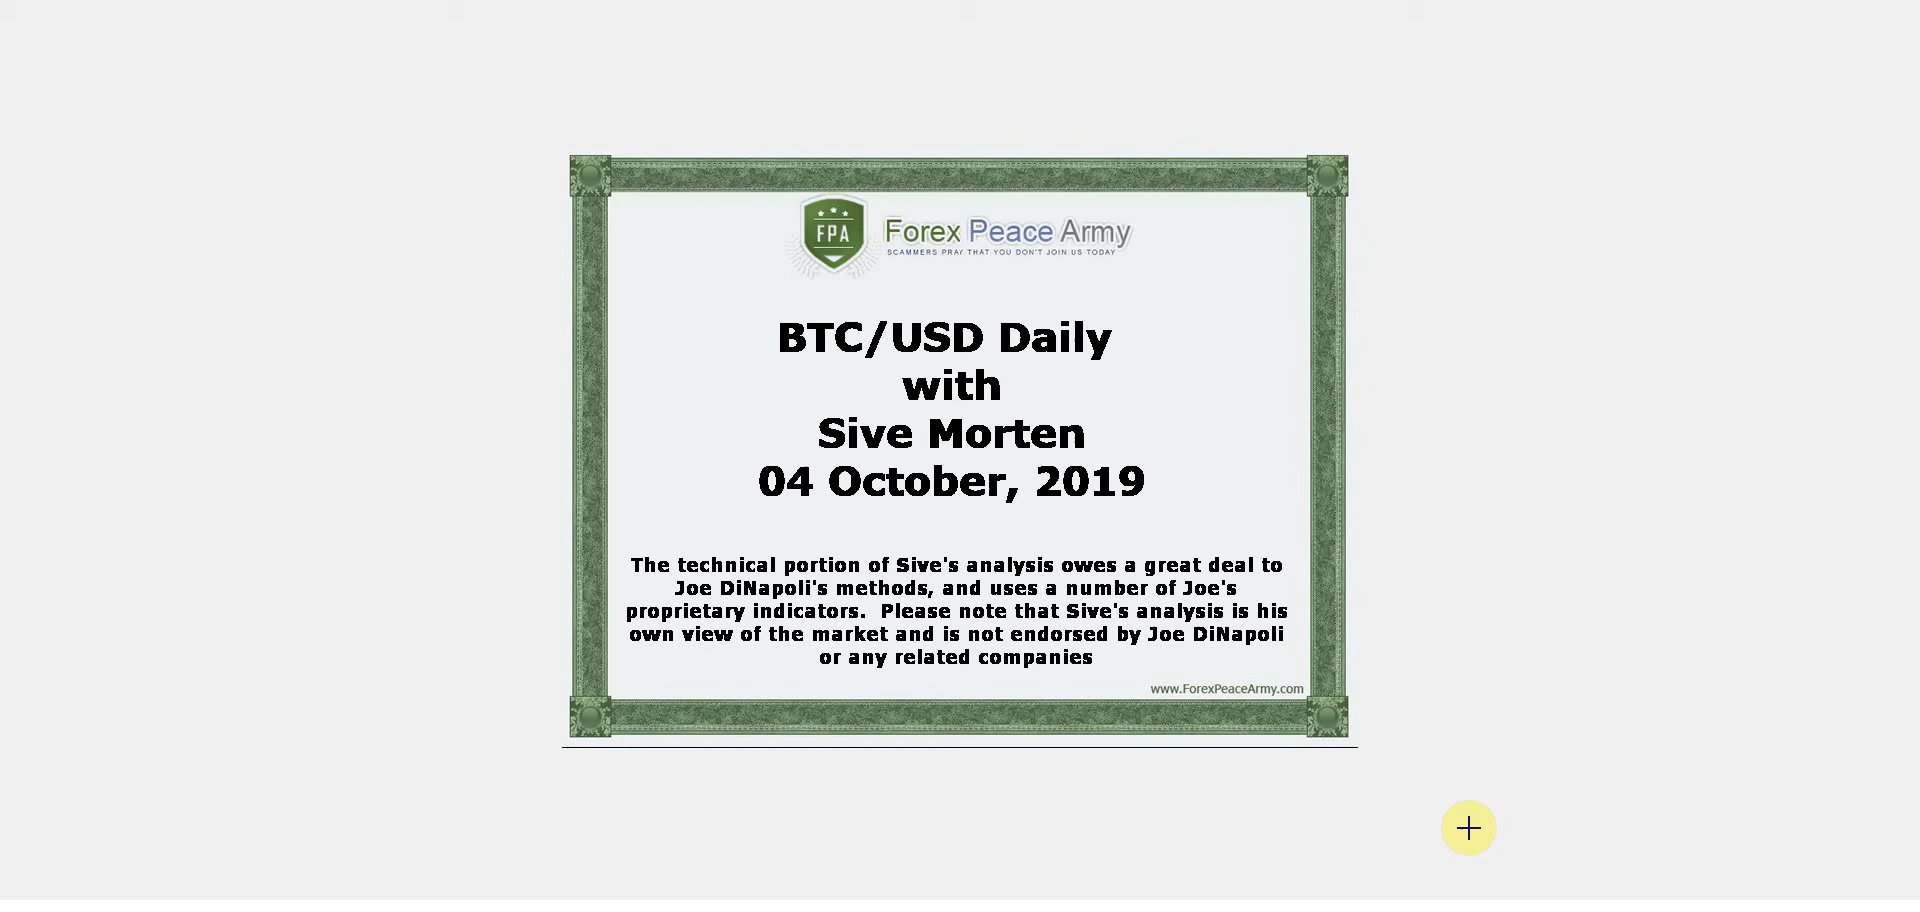 FPA
Forex Peace Army
SCAMMERS PRAY THAT YOU DON'T JOIN US TODAY
BTC/USD Daily
with
Sive Morten
04 October, 2019
The technical portion of Sive's analysis owes a great deal to
Joe DiNapoli's methods, and uses a number of Joe's
proprietary indicators.  Please note that Sive's analysis is his
own view of the market and is not endorsed by Joe DiNapoli
or any related companies
www.ForexPeaceArmy.com